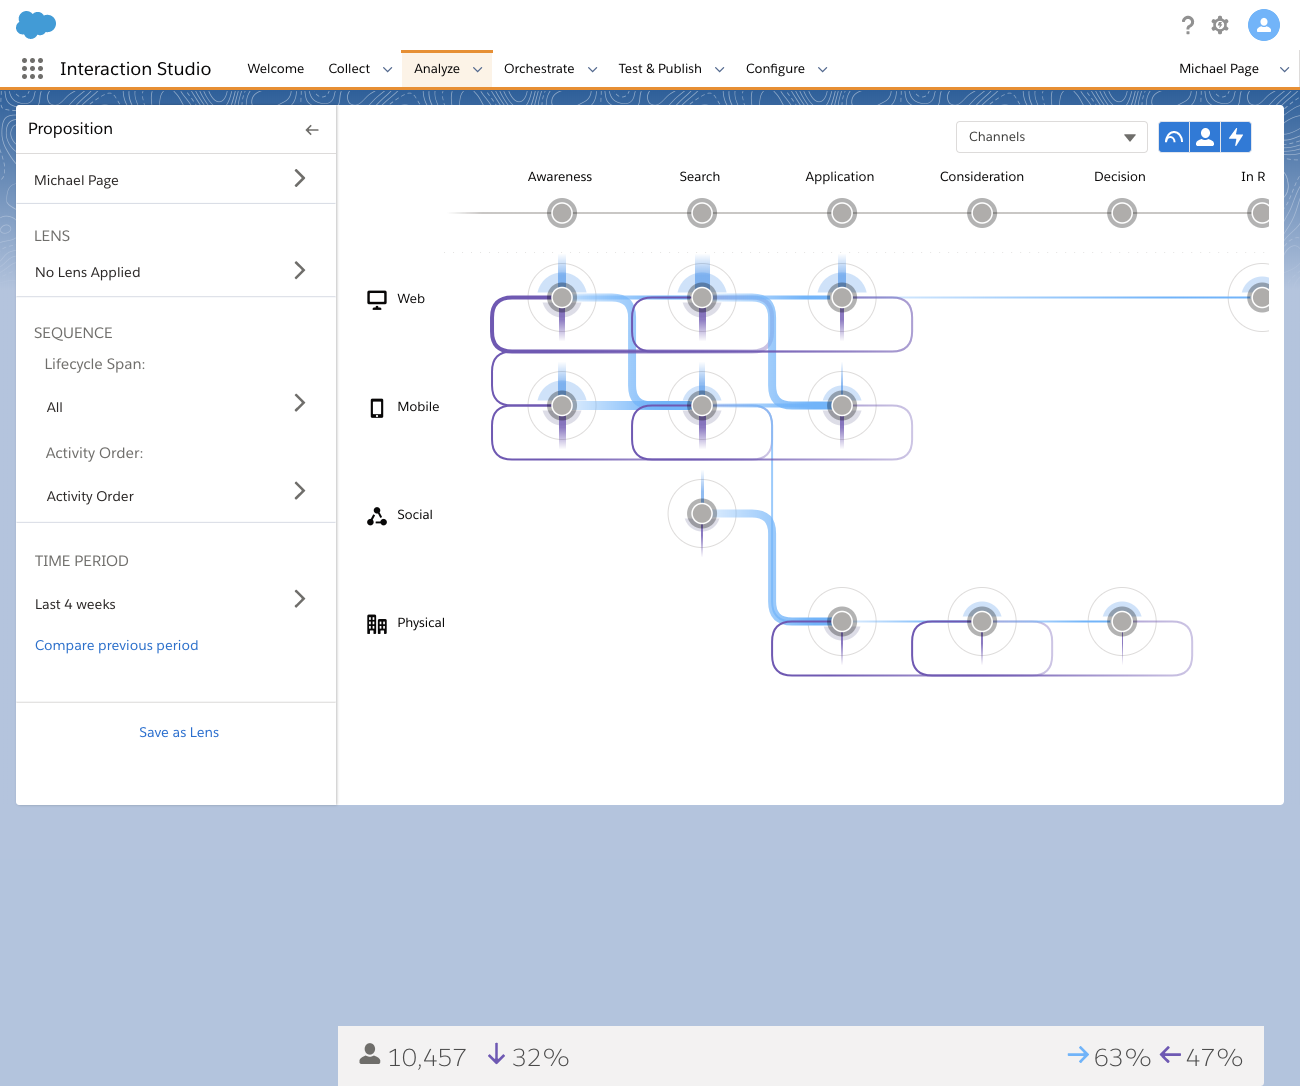 ?
Interaction Studio Welcome Collect Analyze Orchestrate Test & Publish Configure Michael Page
Proposition
Michael Page
LENS
No Lens Applied
SEQUENCE
Lifecycle Span:
All
Activity Order:
Activity Order
TIME PERIOD
Last 4 weeks
Compare previous period
Save as Lens
Channels
Awareness Search Application Consideration Decision In R
Web
Mobile
Social
Physical
10,457 32% 63% 47%